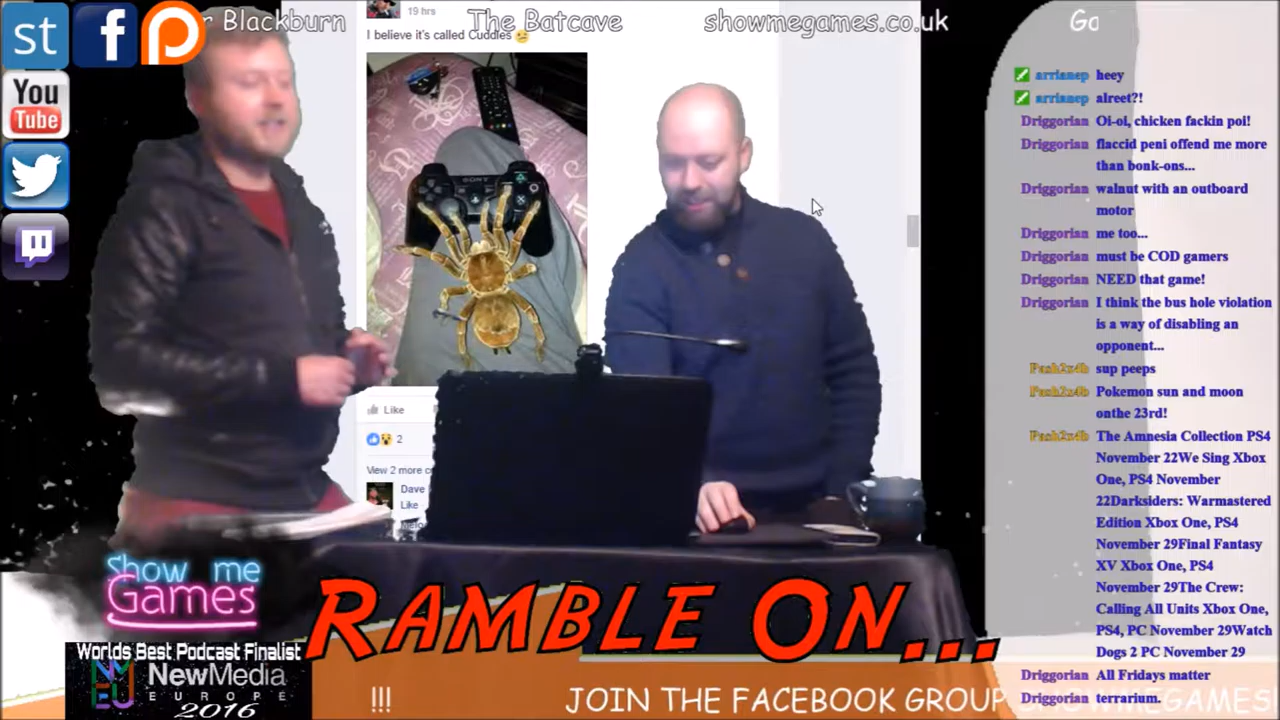 r Blackburn
The Batcave
showmegames.co.uk
Go
19 hrs
I believe it's called Cuddles
SONY
st
f
You
Tube
Like
2
View 2 more
Dave
Like
arrianep heey
arrianep alreet?!
Driggorian Oi-oi, chicken fackin poi!
Driggorian flaccid peni offend me more
than bonk-ons...
Driggorian walnut with an outboard
motor
Driggorian me too...
Driggorian must be COD gamers
Driggorian NEED that game!
Driggorian I think the bus hole violation
is a way of disabling an
opponent...
Pash2x4b sup peeps
Pash2x4b Pokemon sun and moon
onthe 23rd!
Pash2x4b The Amnesia Collection PS4
November 22We Sing Xbox
One, PS4 November
22Darksiders: Warmastered
Edition Xbox One, PS4
November 29Final Fantasy
XV Xbox One, PS4
November 29The Crew:
Calling All Units Xbox One,
PS4, PC November 29Watch
Dogs 2 PC November 29
Driggorian All Fridays matter
Driggorian terrarium.
Show me
Games
RAMBLE ON...
Worlds Best Podcast Finalist
NM
EU
NewMedia
EUROPE
2016
!!! JOIN THE FACEBOOK GROUP SHOWMEGAMES